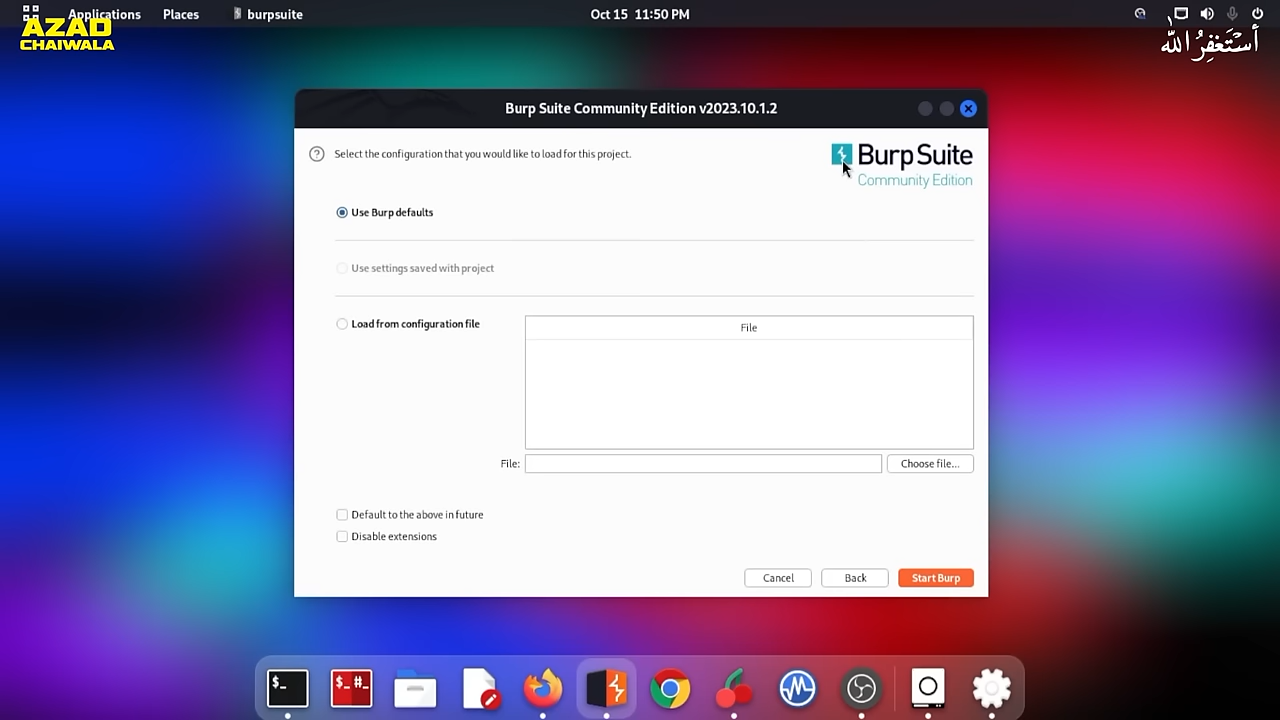 Applications Places burpsuite Oct 15 11:50 PM
AZAD
CHAIWALA
أستغفر الله
Burp Suite Community Edition v2023.10.1.2
Select the configuration that you would like to load for this project.
Burp Suite
Community Edition
Use Burp defaults
Use settings saved with project
Load from configuration file
File
File:
Choose file...
Default to the above in future
Disable extensions
Cancel Back Start Burp
$_ $_ #_